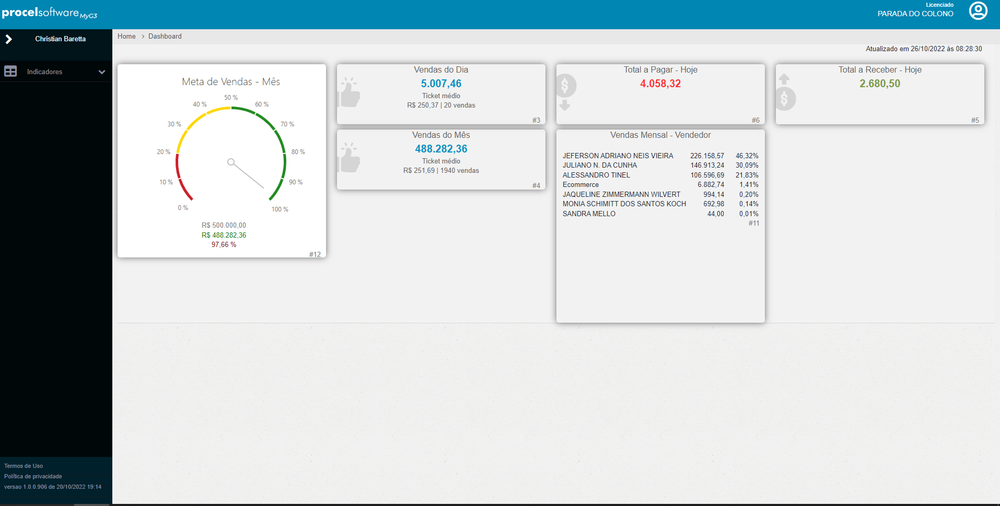 procelsoftware MyG3
Licenciado
PARADA DO COLONO
Christian Baretta
Indicadores
Home > Dashboard
Atualizado em 26/10/2022 às 08:28:30
Meta de Vendas - Mês
0 %
10 %
20 %
30 %
40 %
50 %
60 %
70 %
80 %
90 %
100 %
R$ 500.000,00
R$ 488.282,36
97,66 %
#12
Vendas do Dia
5.007,46
Ticket médio
R$ 250,37 | 20 vendas
#3
Vendas do Mês
488.282,36
Ticket médio
R$ 251,69 | 1940 vendas
#4
Total a Pagar - Hoje
4.058,32
#6
Vendas Mensal - Vendedor
JEFERSON ADRIANO NEIS VIEIRA 226.158,57 46,32%
JULIANO N. DA CUNHA 146.913,24 30,09%
ALESSANDRO TINEL 106.596,69 21,83%
Ecommerce 6.882,74 1,41%
JAQUELINE ZIMMERMANN WILVERT 994,14 0,20%
MONIA SCHIMITT DOS SANTOS KOCH 692,98 0,14%
SANDRA MELLO 44,00 0,01%
#11
Total a Receber - Hoje
2.680,50
#5
Termos de Uso
Política de privacidade
versao 1.0.0.906 de 20/10/2022 19:14